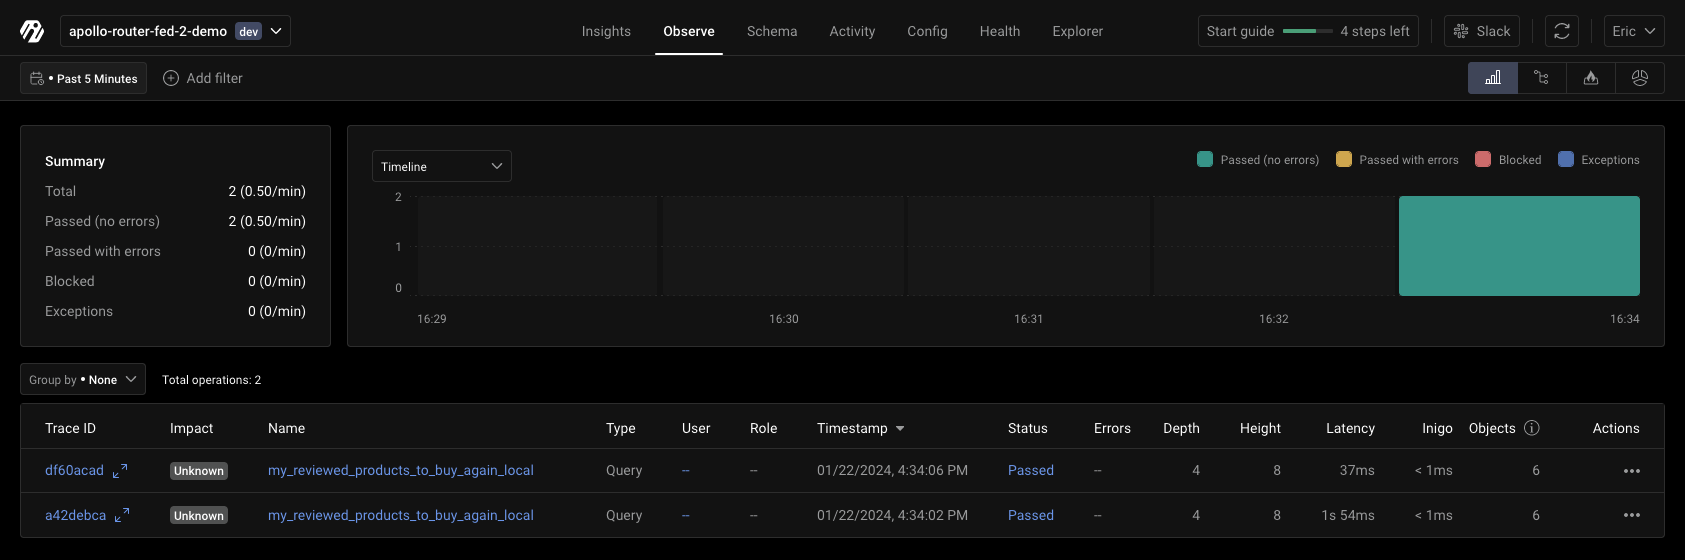 apollo-router-fed-2-demo dev Insights Observe Schema Activity Config Health Explorer Start guide 4 steps left Slack Eric
• Past 5 Minutes Add filter
Summary
Total 2 (0.50/min)
Passed (no errors) 2 (0.50/min)
Passed with errors 0 (0/min)
Blocked 0 (0/min)
Exceptions 0 (0/min)
Timeline Passed (no errors) Passed with errors Blocked Exceptions
2
1
0
16:29 16:30 16:31 16:32 16:34
Group by • None Total operations: 2
Trace ID Impact Name Type User Role Timestamp Status Errors Depth Height Latency Inigo Objects Actions
df60acad Unknown my_reviewed_products_to_buy_again_local Query -- -- 01/22/2024, 4:34:06 PM Passed -- 4 8 37ms < 1ms 6 •••
a42debca Unknown my_reviewed_products_to_buy_again_local Query -- -- 01/22/2024, 4:34:02 PM Passed -- 4 8 1s 54ms < 1ms 6 •••